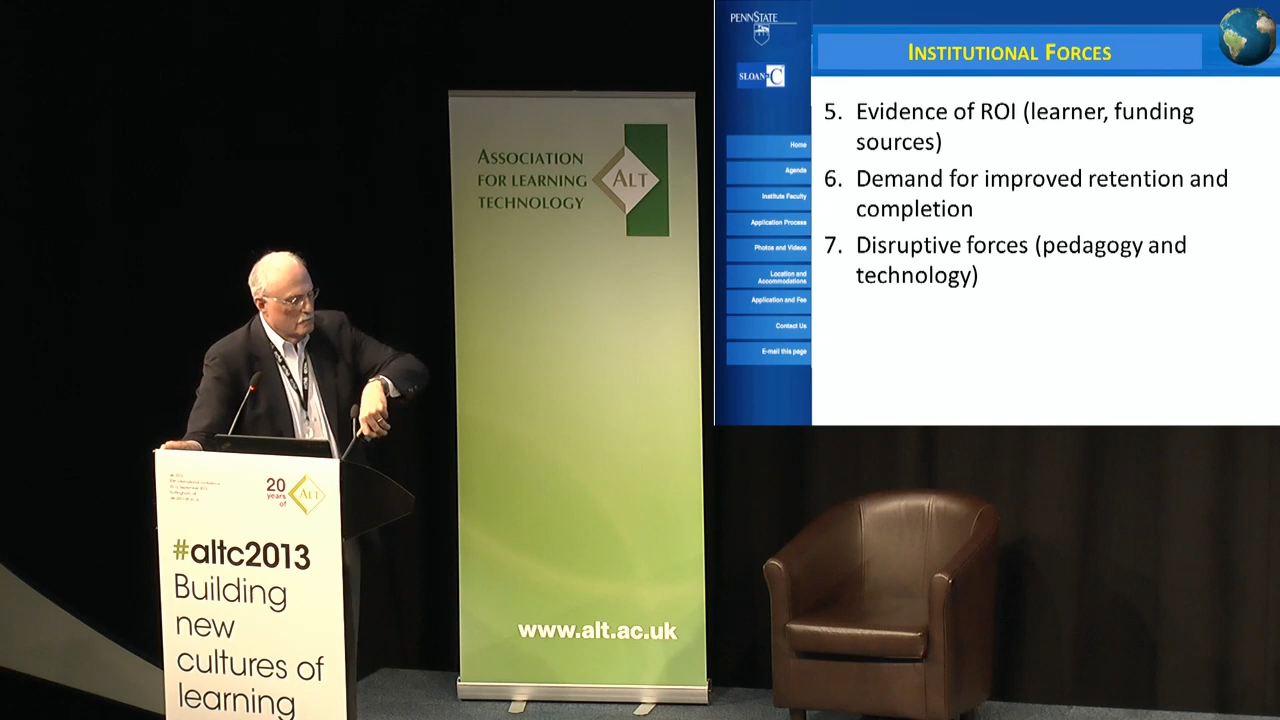 ASSOCIATION
FOR LEARNING
TECHNOLOGY
ALT
www.alt.ac.uk
20
years
of
ALT
#altc2013
Building
new
cultures of
learning
PENNSTATE
SLOAN-C
Home
Agenda
Institute Faculty
Application Process
Photos and Videos
Location and
Accommodations
Application and Fee
Contact Us
E-mail this page
INSTITUTIONAL FORCES
5. Evidence of ROI (learner, funding
sources)
6. Demand for improved retention and
completion
7. Disruptive forces (pedagogy and
technology)